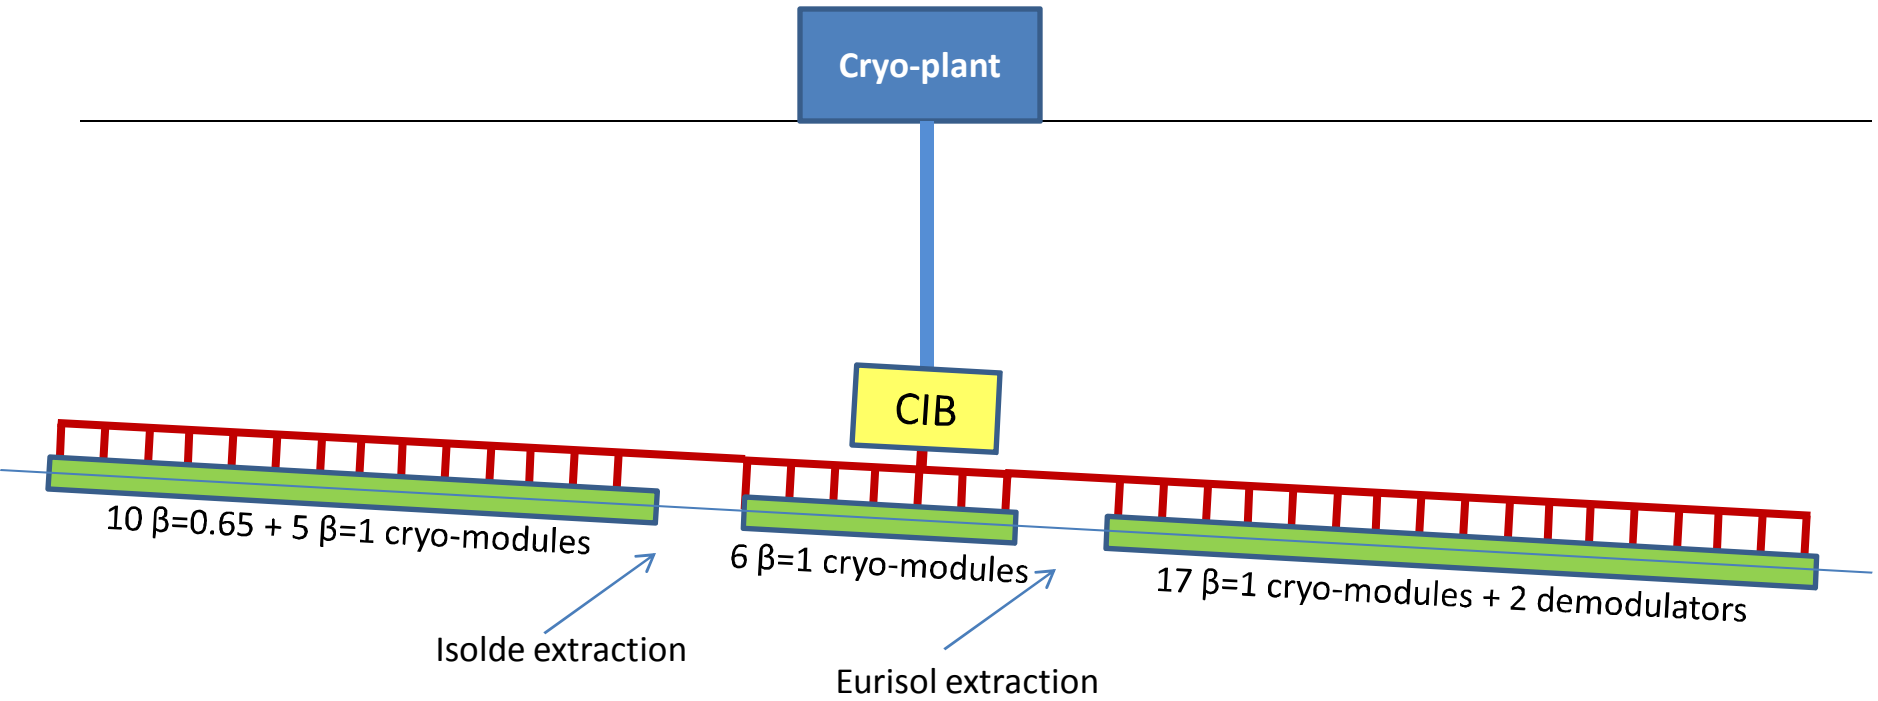 Cryo-plant
CIB
10 β=0.65 + 5 β=1 cryo-modules
6 β=1 cryo-modules
17 β=1 cryo-modules + 2 demodulators
Isolde extraction
Eurisol extraction